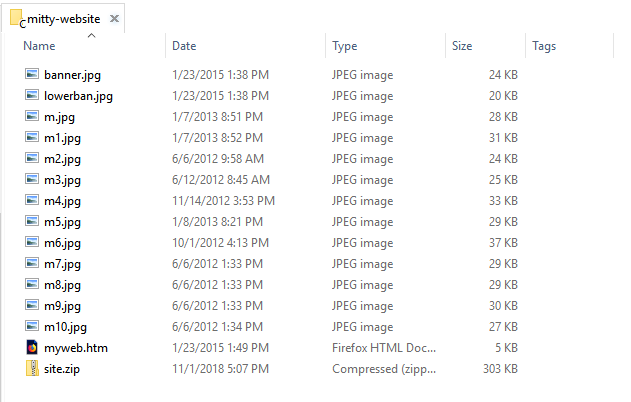 mitty-website
Name Date Type Size Tags
banner.jpg 1/23/2015 1:38 PM JPEG image 24 KB
lowerban.jpg 1/23/2015 1:38 PM JPEG image 20 KB
m.jpg 1/7/2013 8:51 PM JPEG image 28 KB
m1.jpg 1/7/2013 8:52 PM JPEG image 31 KB
m2.jpg 6/6/2012 9:58 AM JPEG image 24 KB
m3.jpg 6/12/2012 8:45 AM JPEG image 25 KB
m4.jpg 11/14/2012 3:53 PM JPEG image 33 KB
m5.jpg 1/8/2013 8:21 PM JPEG image 29 KB
m6.jpg 10/1/2012 4:13 PM JPEG image 37 KB
m7.jpg 6/6/2012 1:33 PM JPEG image 29 KB
m8.jpg 6/6/2012 1:33 PM JPEG image 29 KB
m9.jpg 6/6/2012 1:33 PM JPEG image 30 KB
m10.jpg 6/6/2012 1:34 PM JPEG image 27 KB
myweb.htm 1/23/2015 1:49 PM Firefox HTML Doc... 5 KB
site.zip 11/1/2018 5:07 PM Compressed (zipp... 303 KB